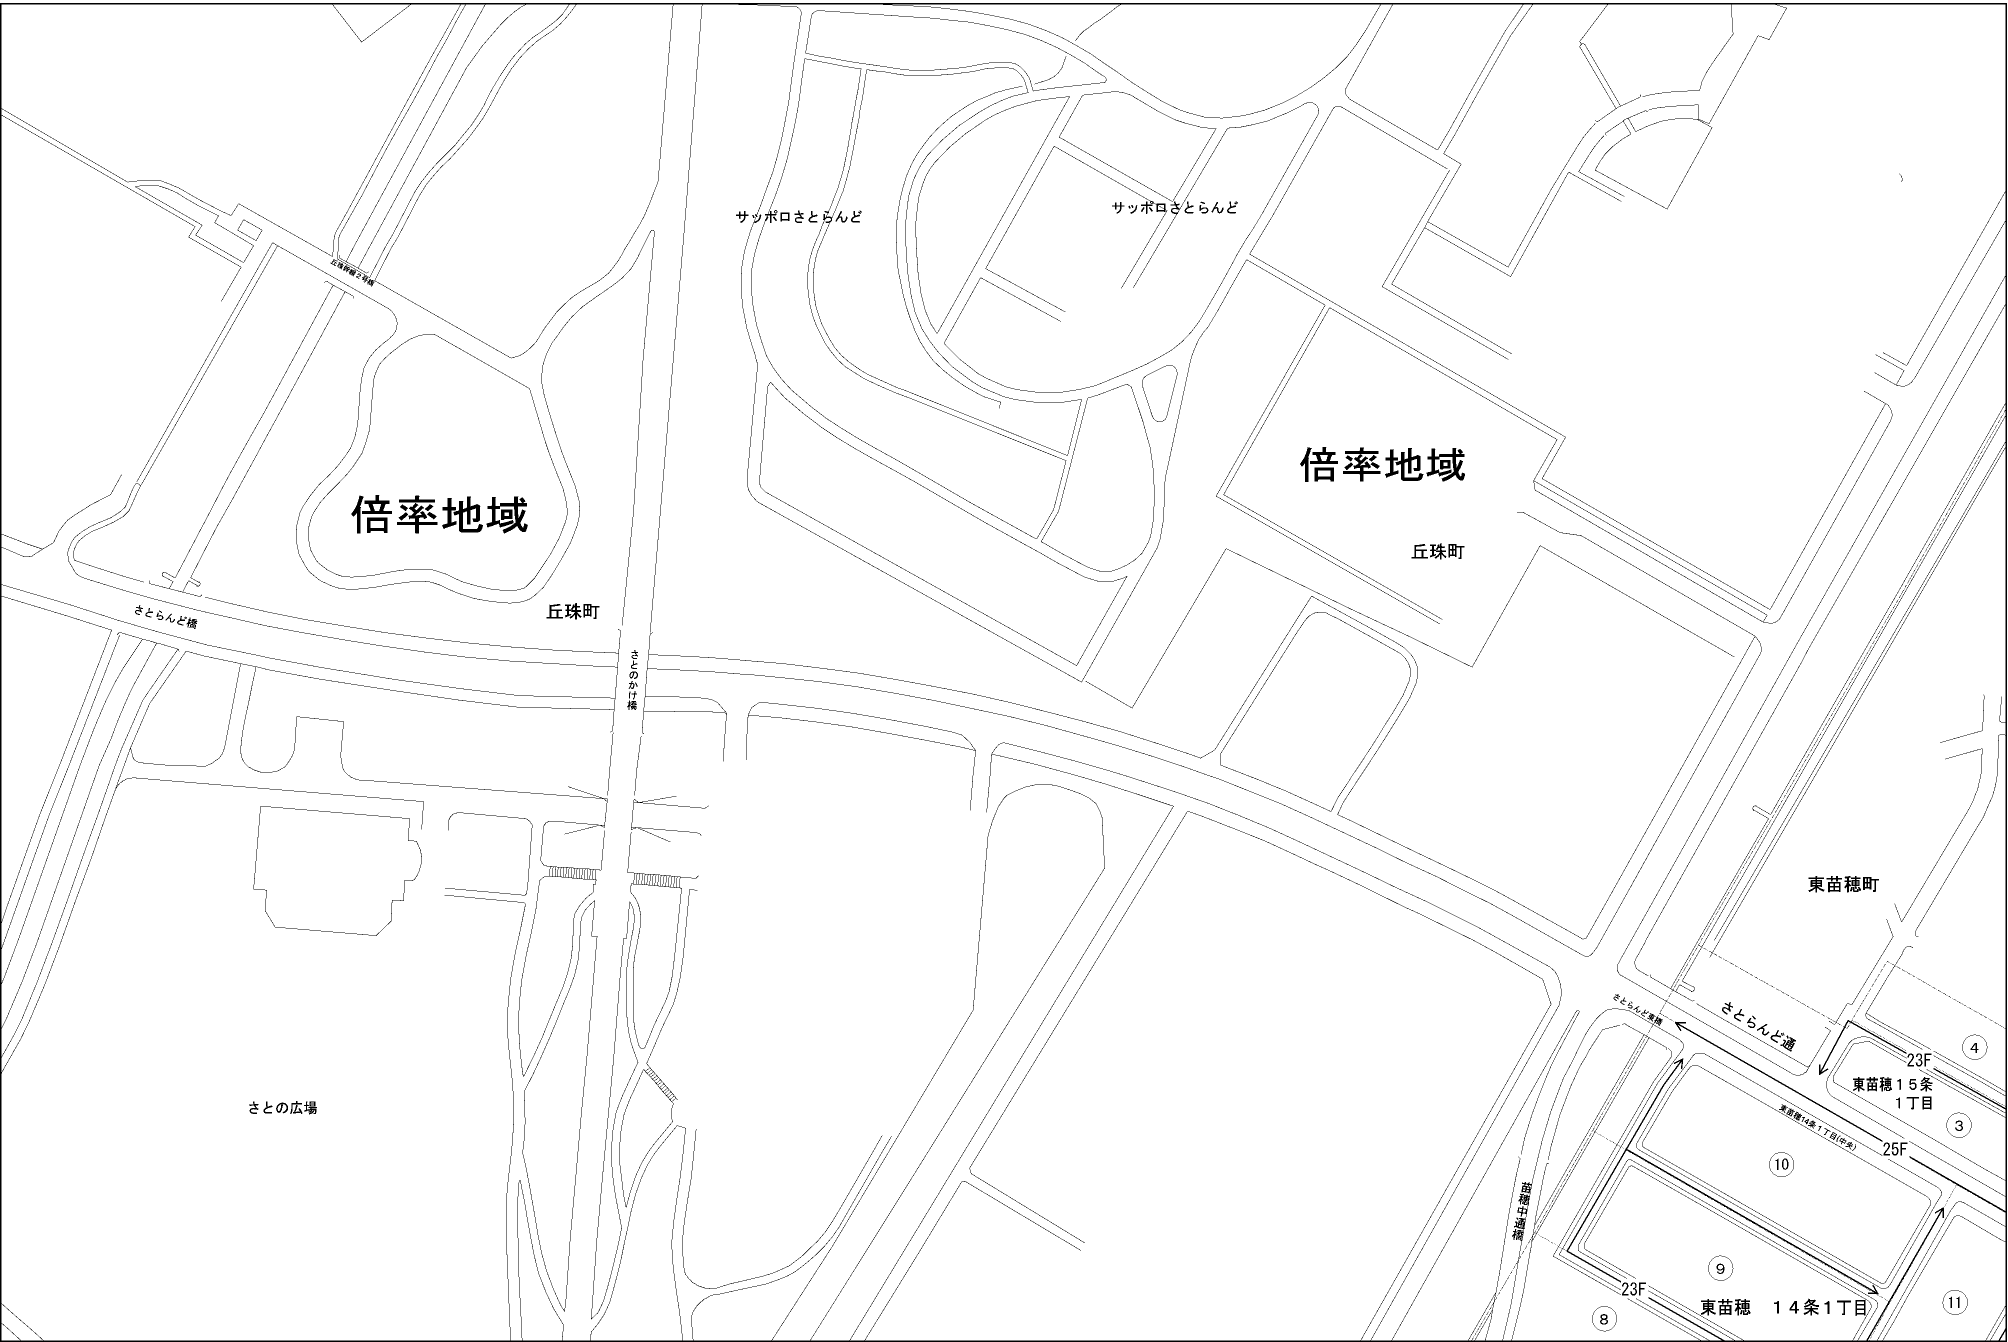 サッポロさとらんど
サッポロさとらんど
丘珠幹線2号橋
倍率地域
倍率地域
丘珠町
丘珠町
さとらんど橋
さとのかけ橋
東苗穂町
さとらんど東橋
さとらんど通
④
23F
東苗穂１５条
１丁目
③
さとの広場
東苗穂14条1丁目(中央)
25F
⑩
苗穂中通橋
⑨
23F
東苗穂　１４条１丁目
⑪
⑧